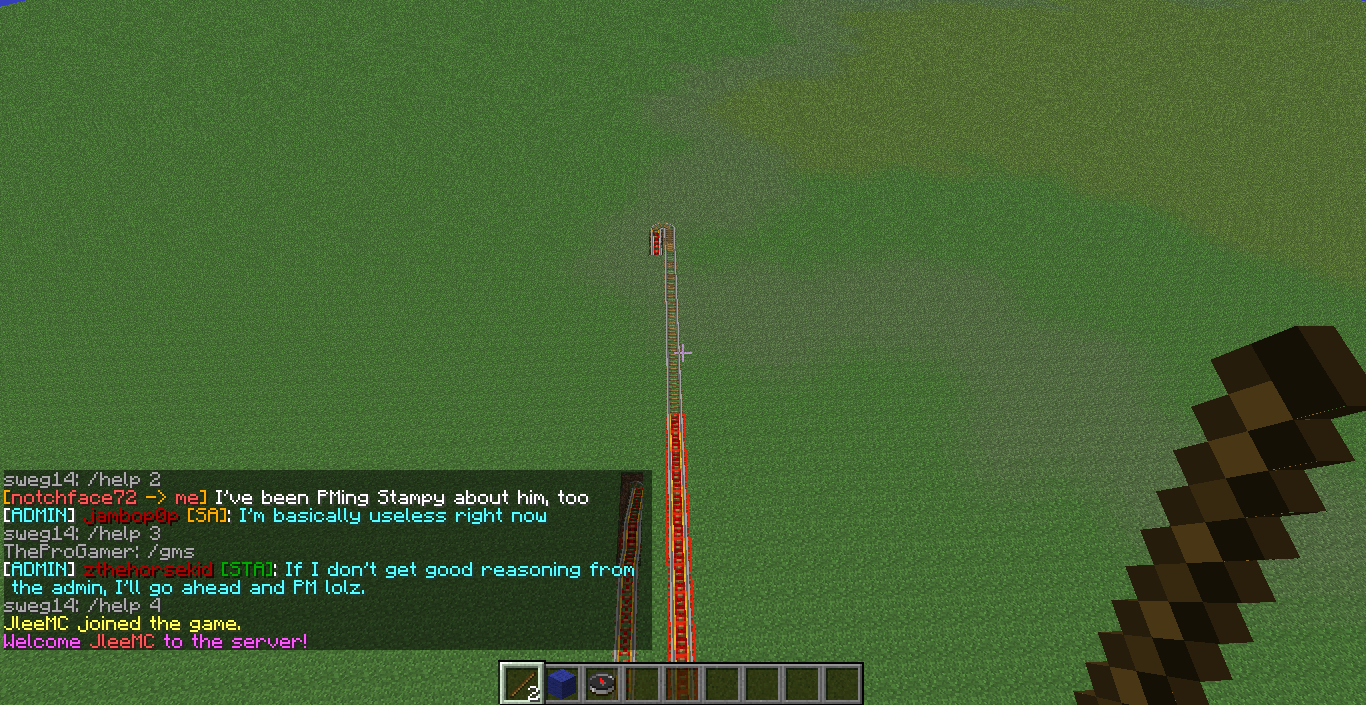 sweg14: /help 2
[notchface72 -> me] I've been PMing Stampy about him, too
[ADMIN] jambop0p [SA]: I'm basically useless right now
sweg14: /help 3
TheProGamer: /gms
[ADMIN] zthehorsekid [STA]: If I don't get good reasoning from
the admin, I'll go ahead and PM lolz.
sweg14: /help 4
JleeMC joined the game.
Welcome JleeMC to the server!
2